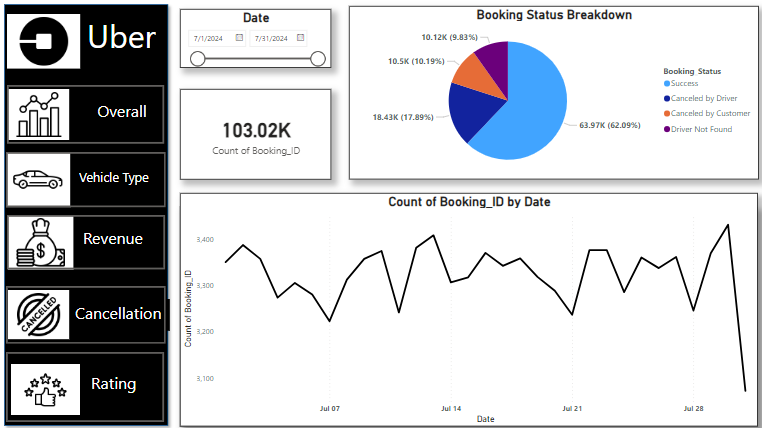 Uber
Overall
Vehicle Type
Revenue
CANCELLED
Cancellation
Rating
Date
7/1/2024
7/31/2024
103.02K
Count of Booking_ID
Booking Status Breakdown
10.12K (9.83%)
10.5K (10.19%)
18.43K (17.89%)
63.97K (62.09%)
Booking_Status
Success
Canceled by Driver
Canceled by Customer
Driver Not Found
Count of Booking_ID by Date
Count of Booking_ID
3,400
3,300
3,200
3,100
Jul 07
Jul 14
Jul 21
Jul 28
Date